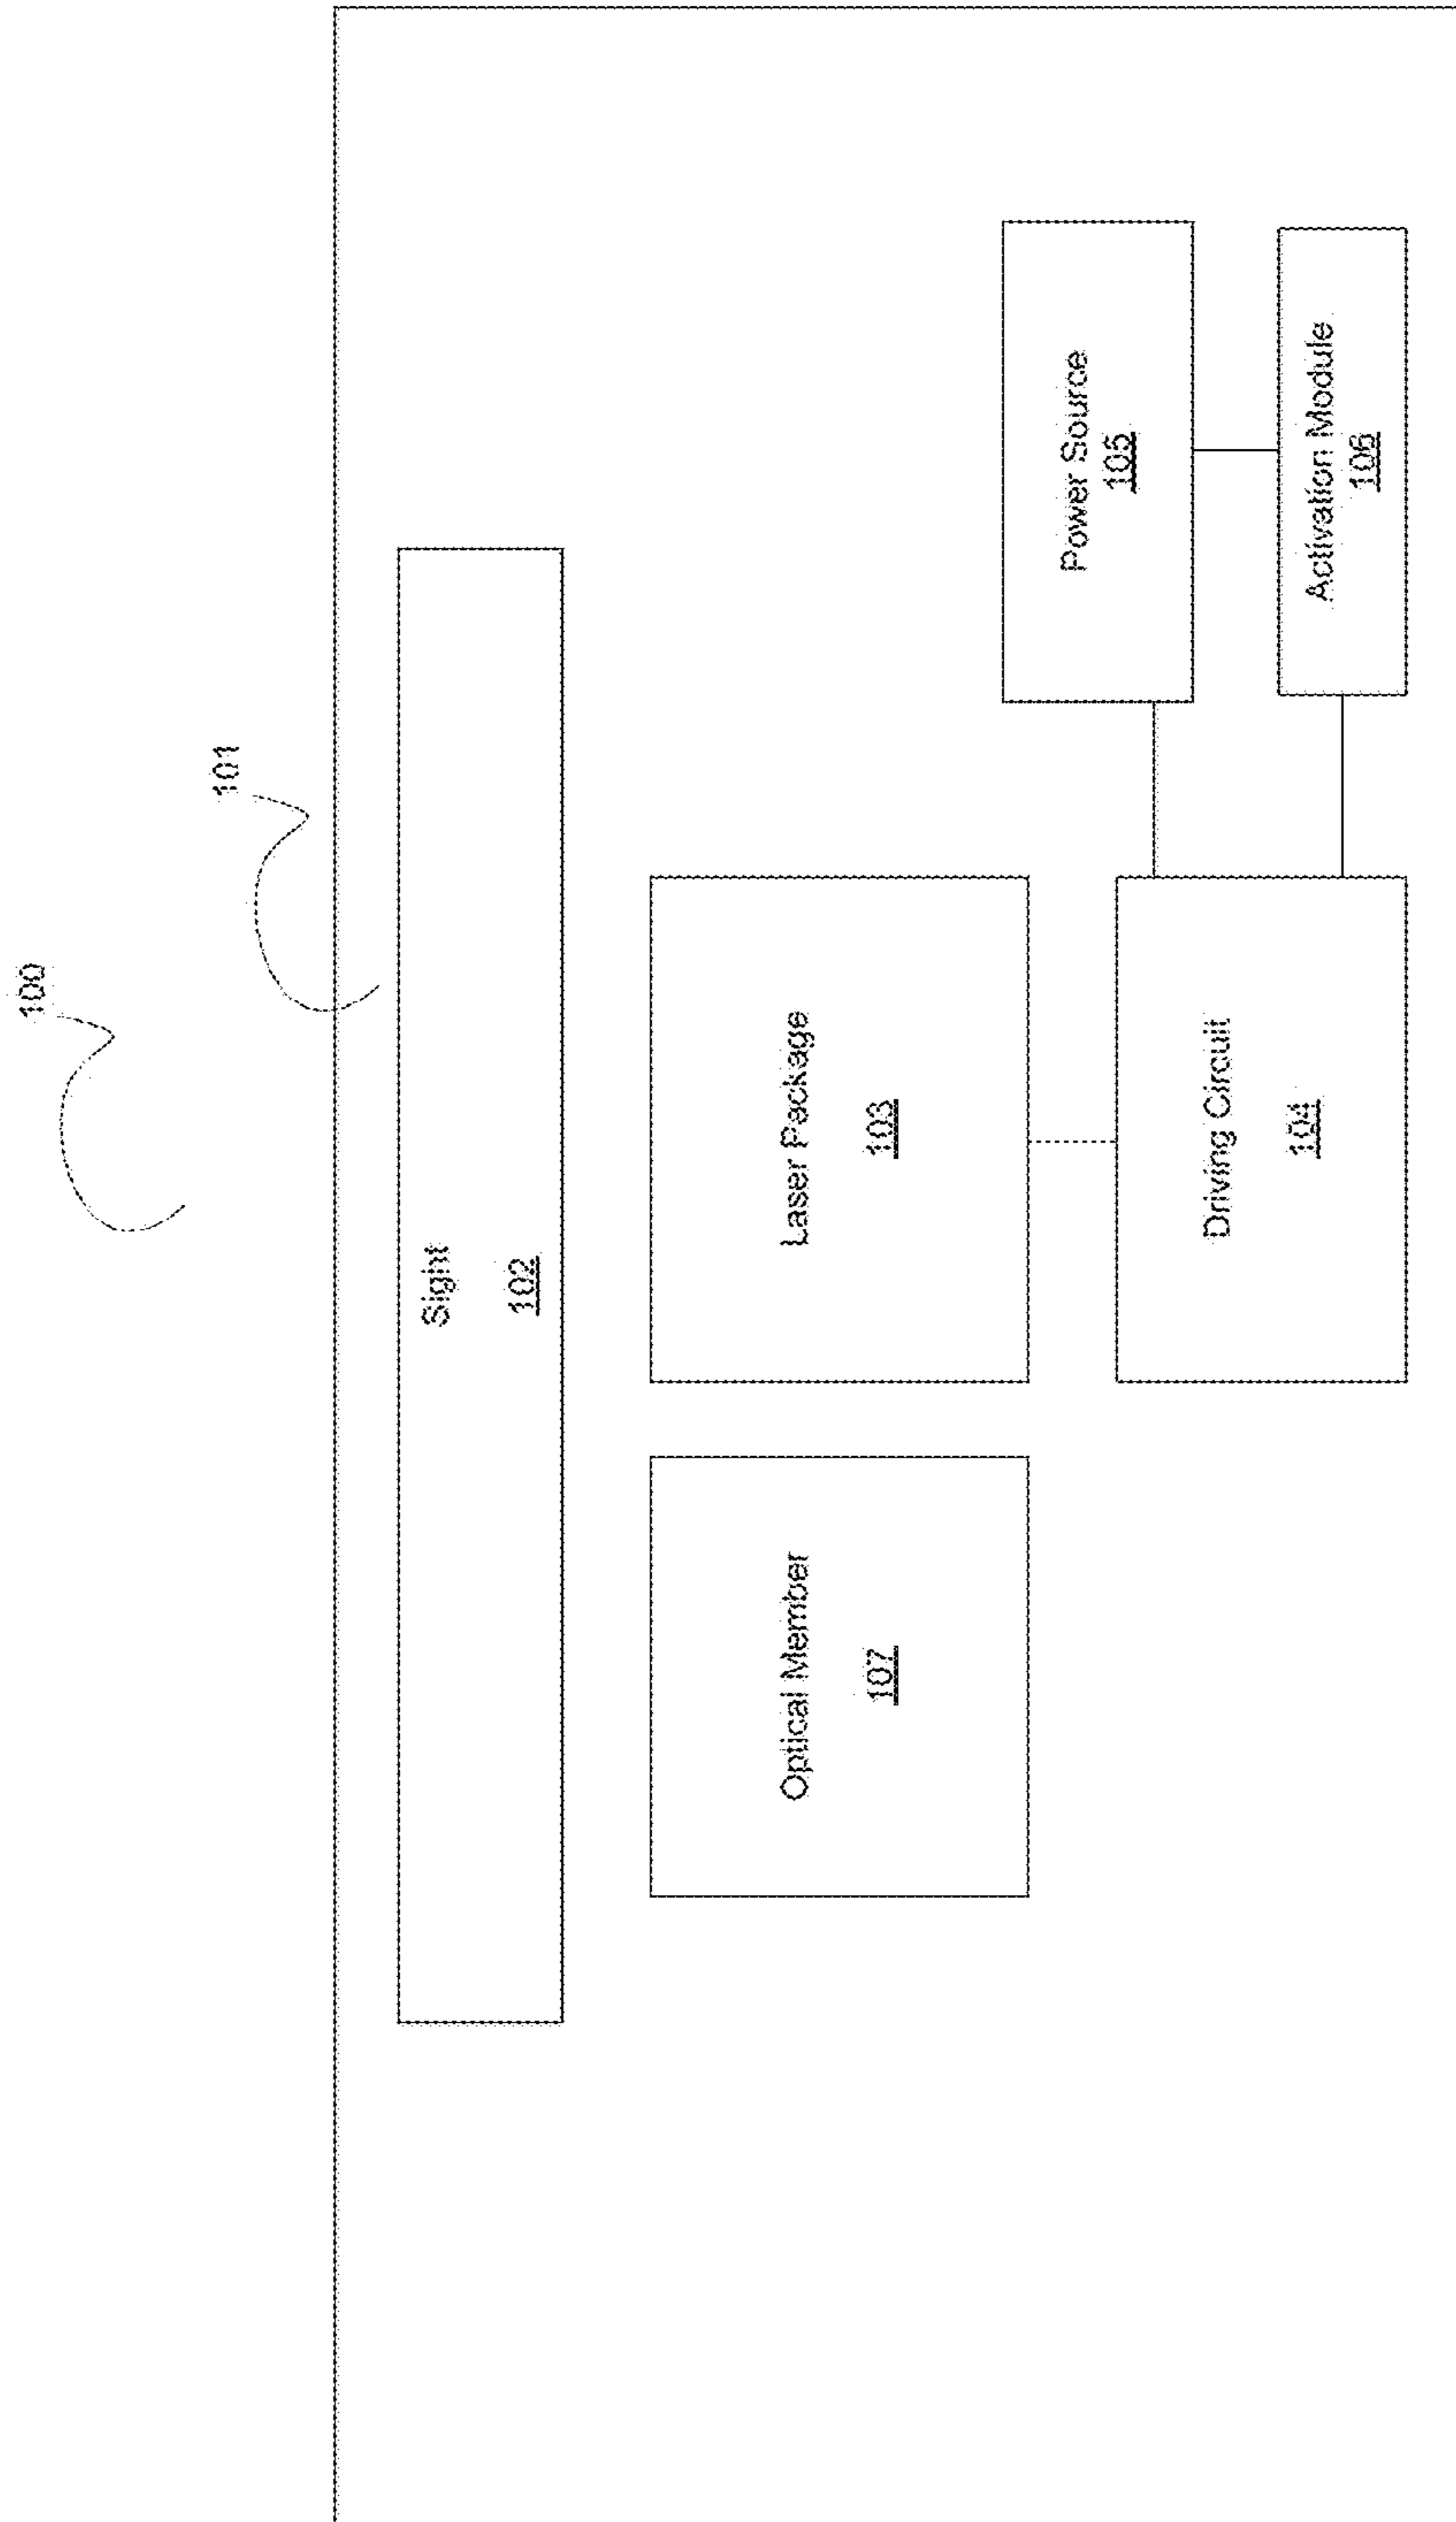 100
101
Sight
102
Optical Member
107
Laser Package
103
Power Source
105
Driving Circuit
104
Activation Module
106